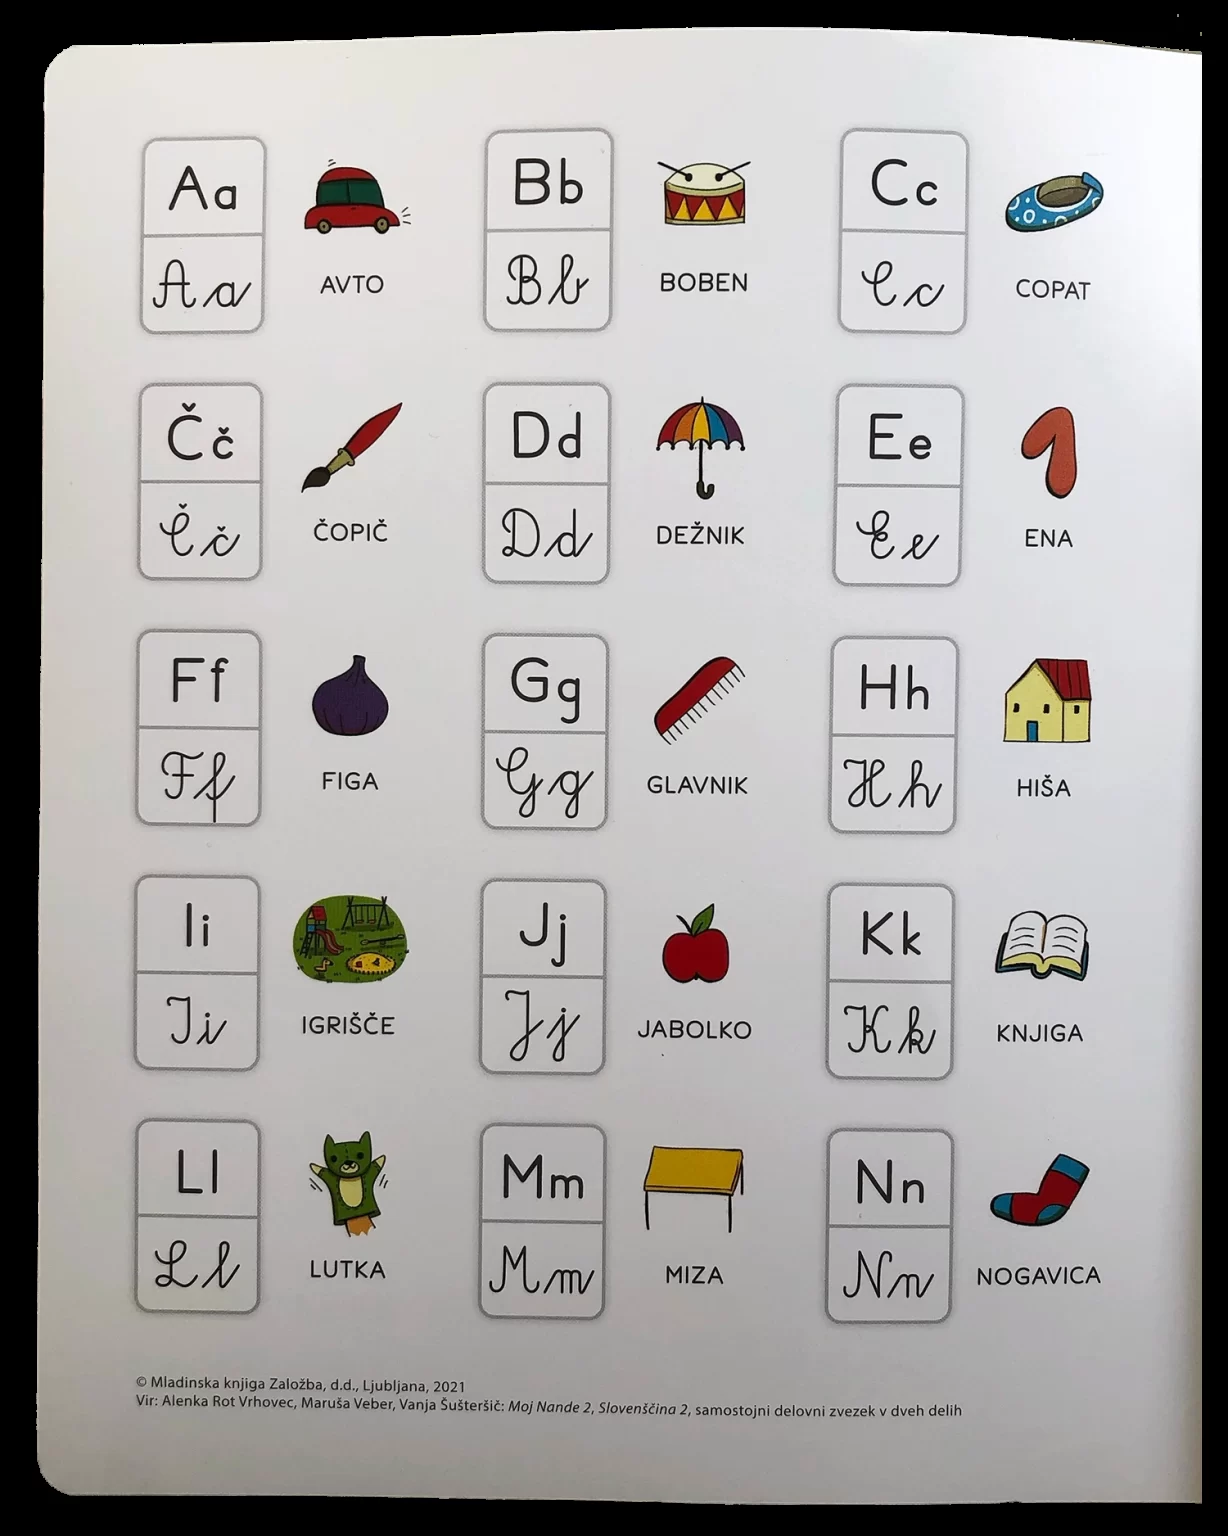 Aa
Aa
AVTO
Bb
Bb
BOBEN
Cc
Cc
COPAT
Čč
Čč
ČOPIČ
Dd
Dd
DEŽNIK
Ee
Ee
ENA
Ff
Ff
FIGA
Gg
Gg
GLAVNIK
Hh
Hh
HIŠA
Ii
Ii
IGRIŠČE
Jj
Jj
JABOLKO
Kk
Kk
KNJIGA
Ll
Ll
LUTKA
Mm
Mm
MIZA
Nn
Nn
NOGAVICA
© Mladinska knjiga Založba, d.d., Ljubljana, 2021
Vir: Alenka Rot Vrhovec, Maruša Veber, Vanja Šušteršič: Moj Nande 2, Slovenščina 2, samostojni delovni zvezek v dveh delih